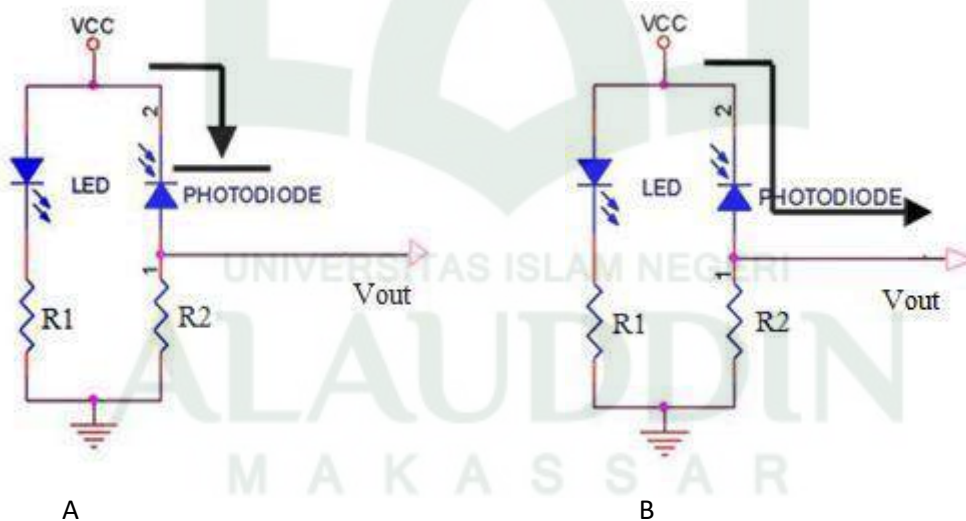 VCC
2
LED
PHOTODIODE
1
Vout
R1
R2
VCC
2
LED
PHOTODIODE
1
Vout
R1
R2
UNIVERSITAS ISLAM NEGERI
ALAUDDIN
MAKASSAR
A
B